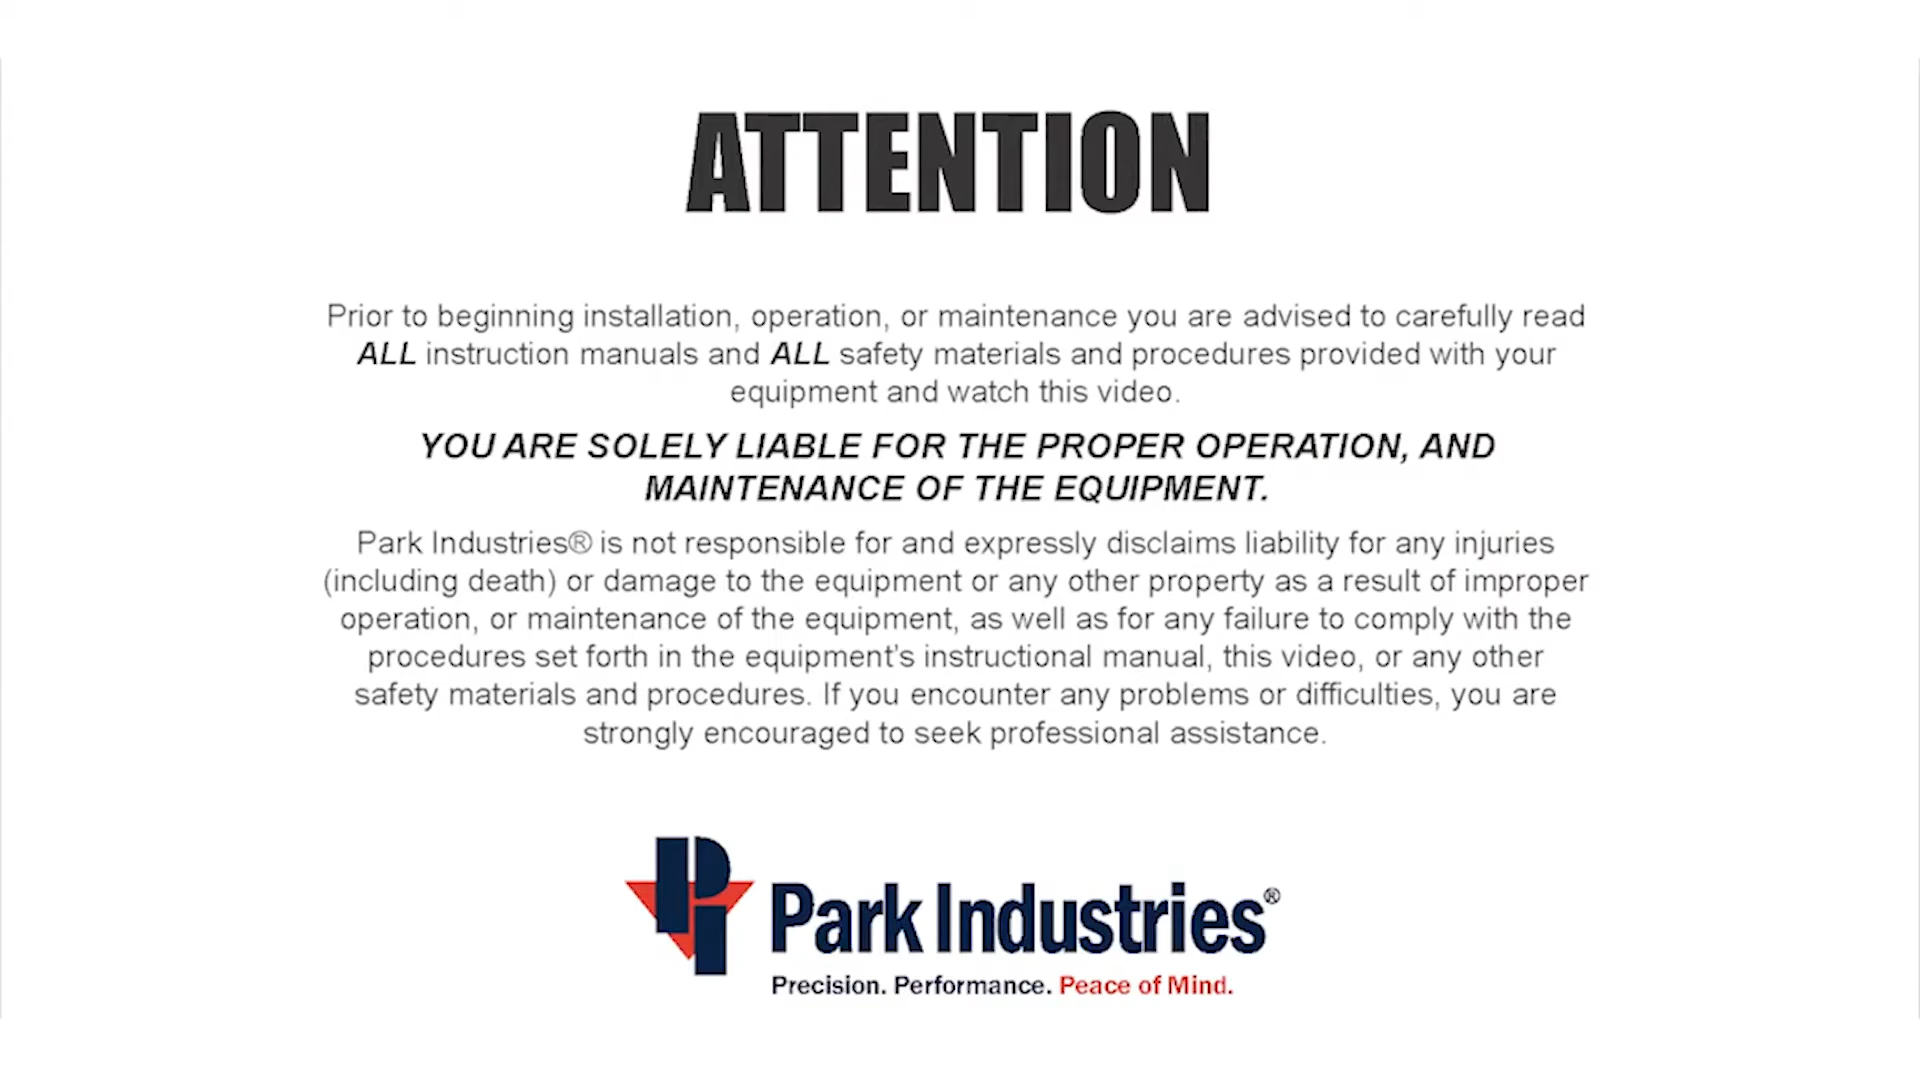 ATTENTION
Prior to beginning installation, operation, or maintenance you are advised to carefully read
ALL instruction manuals and ALL safety materials and procedures provided with your
equipment and watch this video.
YOU ARE SOLELY LIABLE FOR THE PROPER OPERATION, AND
MAINTENANCE OF THE EQUIPMENT.
Park Industries® is not responsible for and expressly disclaims liability for any injuries
(including death) or damage to the equipment or any other property as a result of improper
operation, or maintenance of the equipment, as well as for any failure to comply with the
procedures set forth in the equipment’s instructional manual, this video, or any other
safety materials and procedures. If you encounter any problems or difficulties, you are
strongly encouraged to seek professional assistance.
PI Park Industries®
Precision. Performance. Peace of Mind.